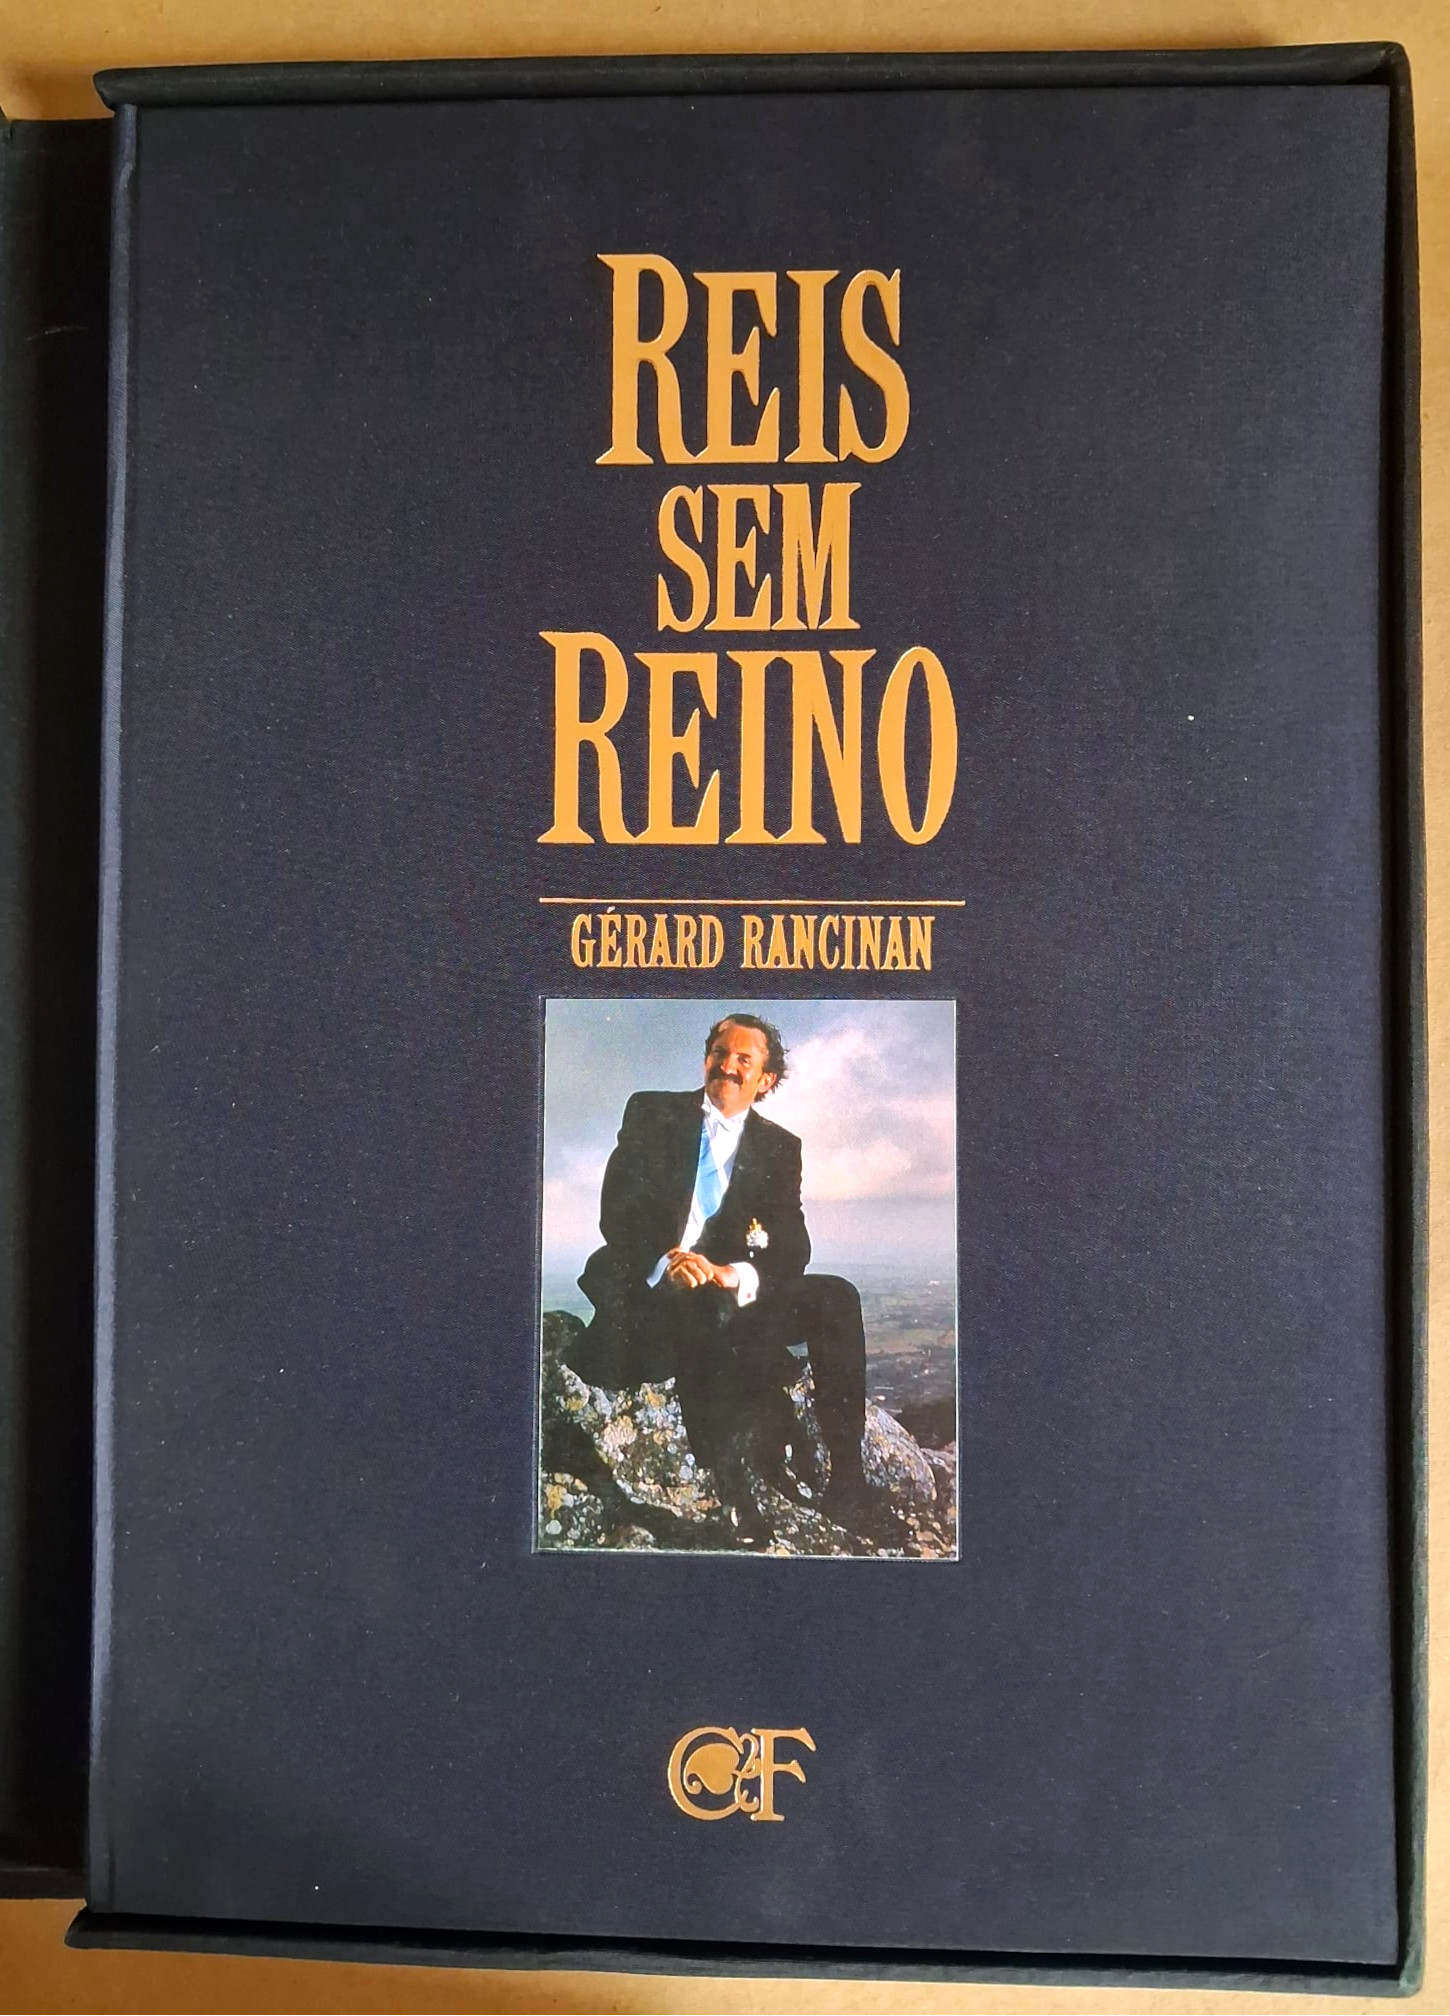 REIS
SEM
REINO
GÉRARD RANCINAN
C&F